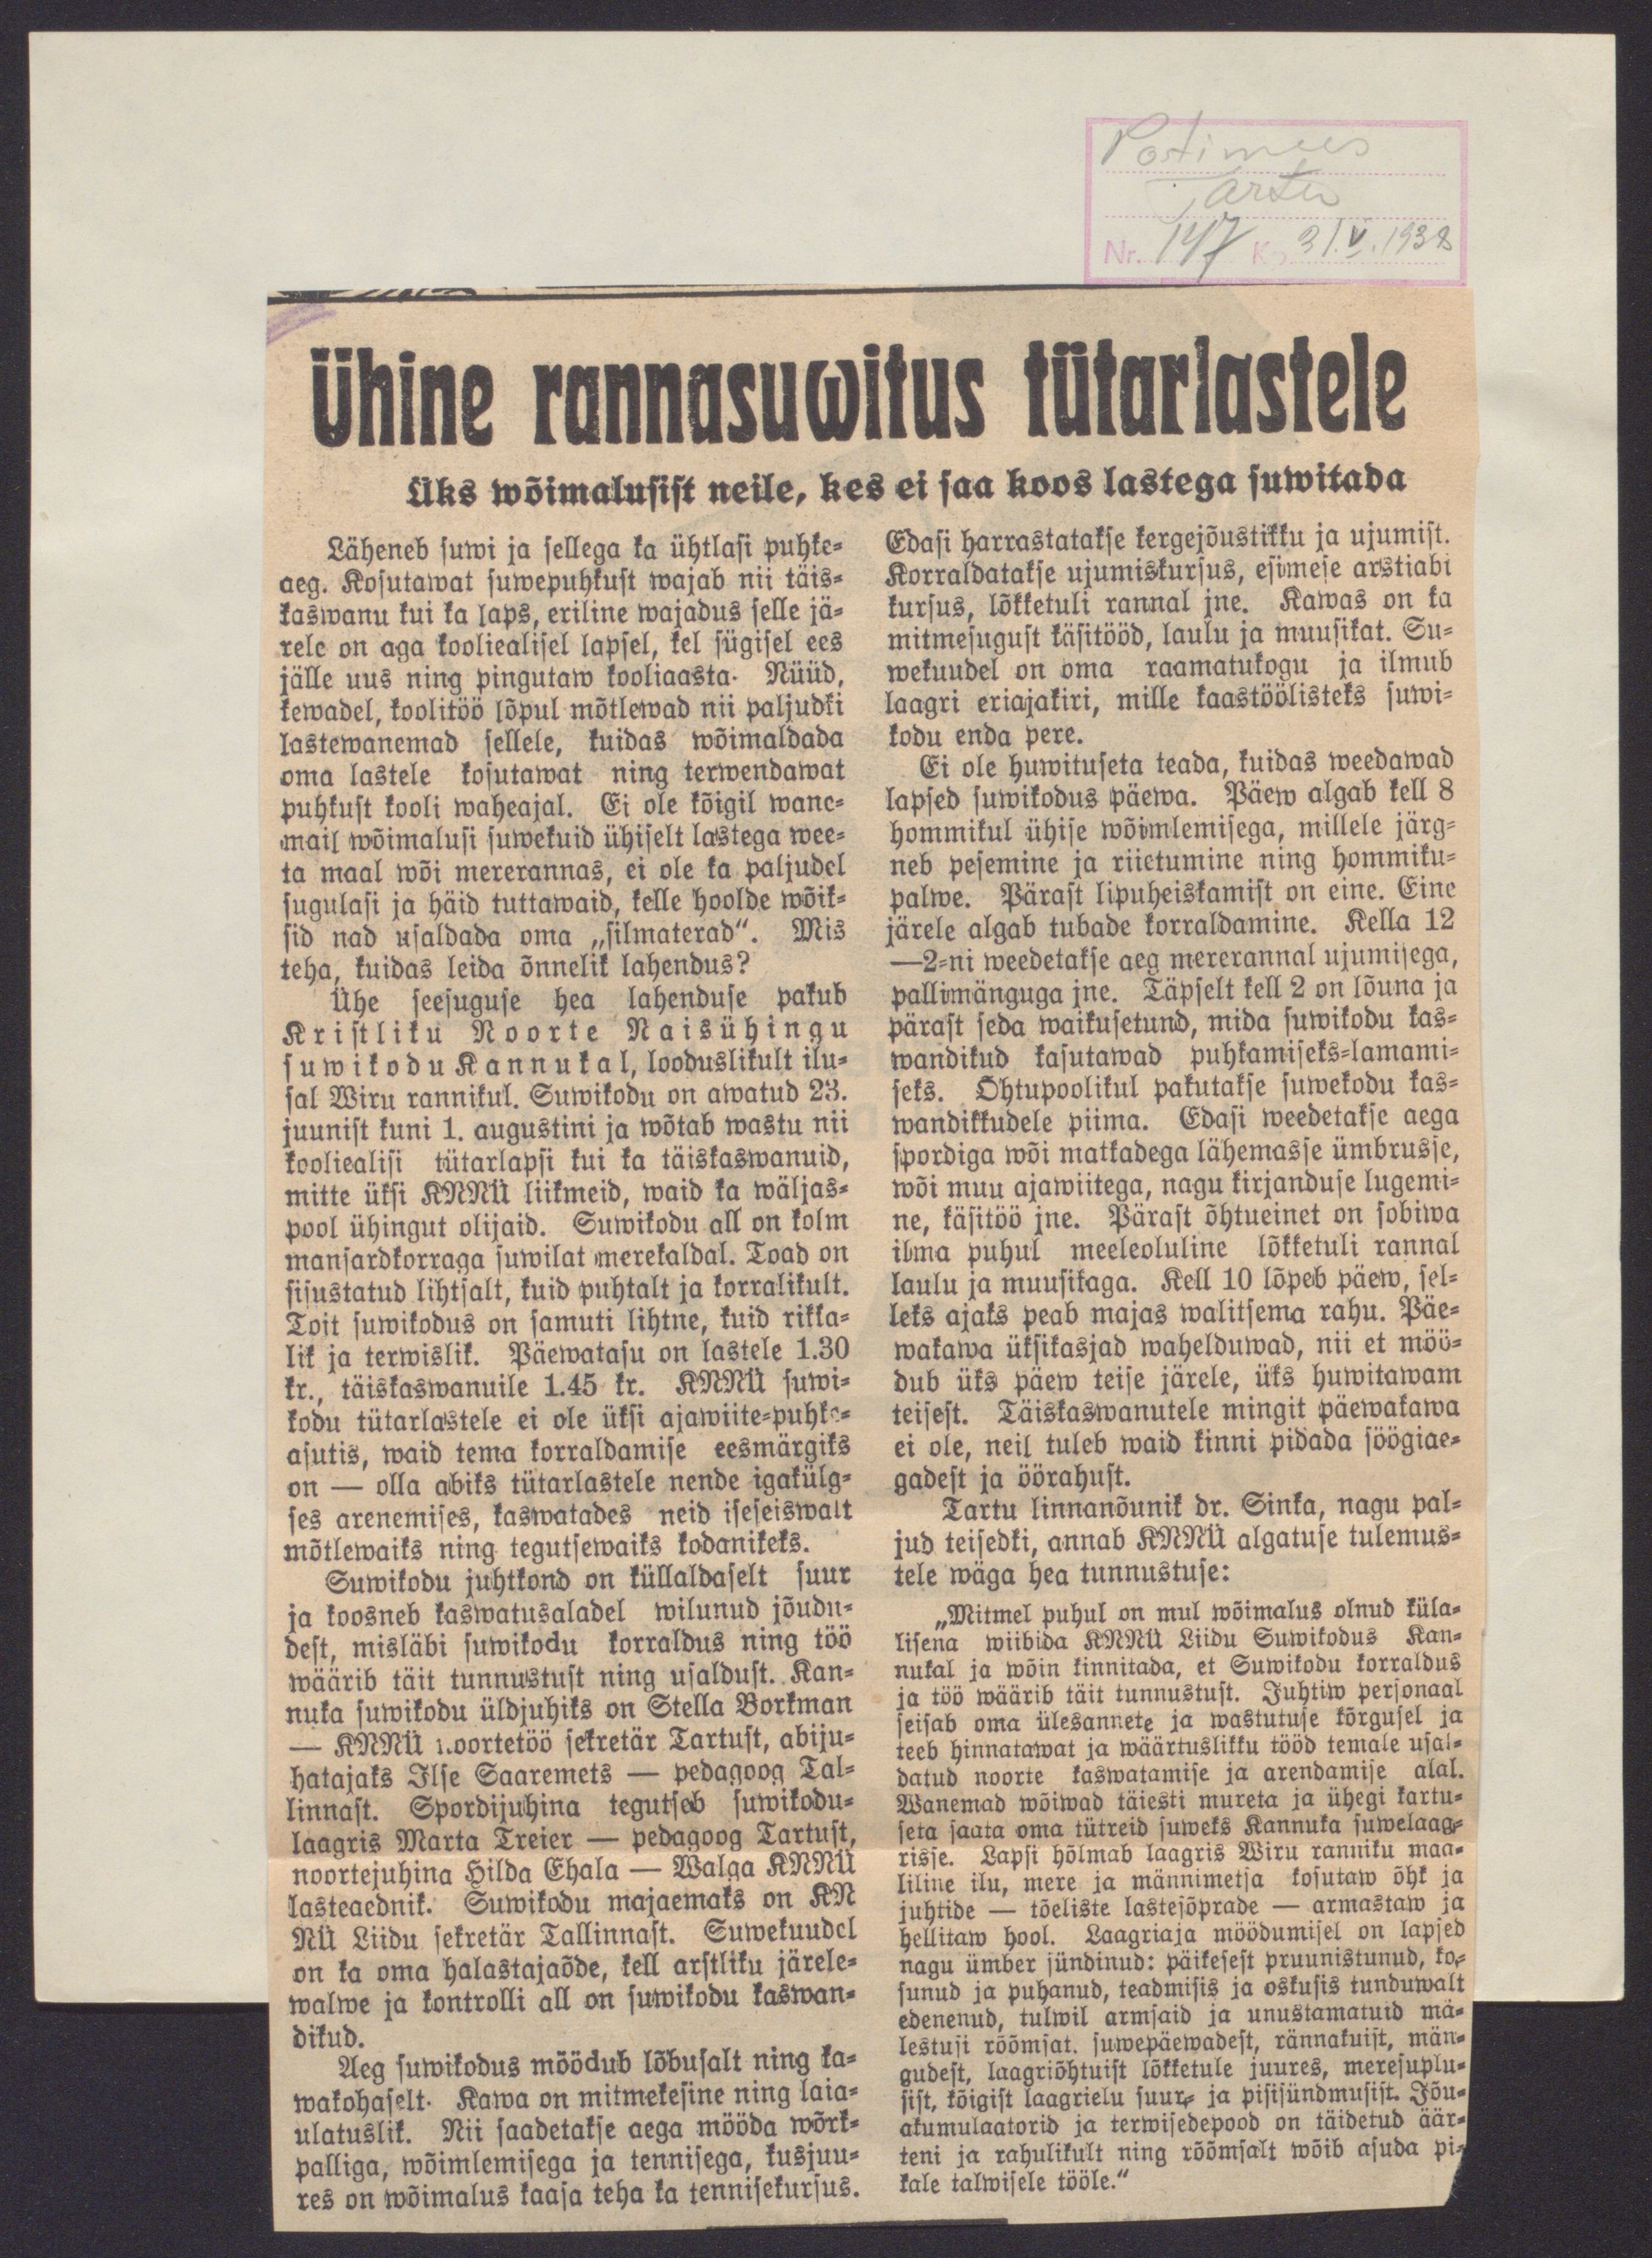 Postimees
Tartu
Nr. 147 K. 31.V.1938
Ühine rannasuwitus tütarlastele
Üks wõimalusist neile, kes ei saa koos lastega suwitada
Läheneb suwi ja sellega ka ühtlasi puhke-
aeg. Kosutawat suwepuhkust wajab nii täis-
kaswanu kui ka laps, eriline wajadus selle jä-
rele on aga kooliealisel lapsel, kel sügisel ees
jälle uus ning pingutaw kooliaasta. Nüüd,
kewadel, koolitöö lõpul mõtlewad nii paljudki
lastewanemad sellele, kuidas wõimaldada
oma lastele kosutawat ning terwendawat
puhkust kooli waheajal. Ei ole kõigil wane-
mail wõimalusi suwekuid ühiselt lastega wee-
ta maal wõi mererannas, ei ole ka paljudel
sugulasi ja häid tuttawaid, kelle hoolde wõik-
sid nad usaldada oma „silmaterad“. Mis
teha, kuidas leida õnnelik lahendus?
Ühe seesuguse hea lahenduse pakub
Kristliku Noorte Naisühingu
suwikodu Kannukal, looduslikult ilu-
sal Wiru rannikul. Suwikodu on awatud 23.
juunist kuni 1. augustini ja wõtab wastu nii
kooliealisi tütarlapsi kui ka täiskaswanuid,
mitte üksi KNNÜ liikmeid, waid ka wäljas-
pool ühingut olijaid. Suwikodu all on kolm
mansardkorraga suwilat merekaldal. Toad on
sisustatud lihtsalt, kuid puhtalt ja korralikult.
Toit suwikodus on samuti lihtne, kuid rikka-
lik ja terwislik. Päewatasu on lastele 1.30
kr., täiskaswanuile 1.45 kr. KNNÜ suwi-
kodu tütarlastele ei ole üksi ajawiite-puhke-
asutis, waid tema korraldamise eesmärgiks
on — olla abiks tütarlastele nende igakülg-
ses arenemises, kaswatades neid iseseiswalt
mõtlewaiks ning tegutsewaiks kodanikeks.
Suwikodu juhtkond on küllaldaselt suur
ja koosneb kaswatusaladel wilunud jõudu-
dest, misläbi suwikodu korraldus ning töö
wäärib täit tunnustust ning usaldust. Kan-
nuka suwikodu üldjuhiks on Stella Borkman
— KNNÜ noortetöö sekretär Tartust, abiju-
hatajaks Ilse Saaremets — pedagoog Tal-
linnast. Spordijuhina tegutseb suwikodu-
laagris Marta Treier — pedagoog Tartust,
noortejuhina Hilda Ehala — Walga KNNÜ
lasteaednik. Suwikodu majaemaks on KN
NÜ Liidu sekretär Tallinnast. Suwekuudel
on ka oma halastajaõde, kell arstliku järele-
walwe ja kontrolli all on suwikodu kaswan-
dikud.
Aeg suwikodus möödub lõbusalt ning ka-
wakohaselt. Kawa on mitmekesine ning laia-
ulatuslik. Nii saadetakse aega mööda wõrk-
palliga, wõimlemisega ja tennisega, kusjuu-
res on wõimalus kaasa teha ka tennisekursus.
Edasi harrastatakse kergejõustikku ja ujumist.
Korraldatakse ujumiskursus, esimese arstiabi
kursus, lõkketuli rannal jne. Kawas on ka
mitmesugust käsitööd, laulu ja muusikat. Su-
wekuudel on oma raamatukogu ja ilmub
laagri eriajakiri, mille kaastöölisteks suwi-
kodu enda pere.
Ei ole huwituseta teada, kuidas weedawad
lapsed suwikodus päewa. Päew algab kell 8
hommikul ühise wõimlemisega, millele järg-
neb pesemine ja riietumine ning hommiku-
palwe. Pärast lipuheiskamist on eine. Eine
järele algab tubade korraldamine. Kella 12
—2-ni weedetakse aeg mererannal ujumisega,
pallimänguga jne. Täpselt kell 2 on lõuna ja
pärast seda waikusetund, mida suwikodu kas-
wandikud kasutawad puhkamiseks-lamami-
seks. Õhtupoolikul pakutakse suwekodu kas-
wandikkudele piima. Edasi weedetakse aega
spordiga wõi matkadega lähemasse ümbrusse,
wõi muu ajawiitega, nagu kirjanduse lugemi-
ne, käsitöö jne. Pärast õhtueinet on sobiwa
ilma puhul meeleoluline lõkketuli rannal
laulu ja muusikaga. Kell 10 lõpeb päew, sel-
leks ajaks peab majas walitsema rahu. Päe-
wakawa üksikasjad wahelduwad, nii et möö-
dub üks päew teise järele, üks huwitawam
teisest. Täiskaswanutele mingit päewakawa
ei ole, neil tuleb waid kinni pidada söögiae-
gadest ja öörahust.
Tartu linnanõunik dr. Sinka, nagu pal-
jud teisedki, annab KNNÜ algatuse tulemus-
tele wäga hea tunnustuse:
„Mitmel puhul on mul wõimalus olnud küla-
lisena wiibida KNNÜ Liidu Suwikodus Kan-
nukal ja wõin kinnitada, et Suwikodu korraldus
ja töö wäärib täit tunnustust. Juhtiw personaal
seisab oma ülesannete ja wastutuse kõrgusel ja
teeb hinnatawat ja wäärtuslikku tööd temale usal-
datud noorte kaswatamise ja arendamise alal.
Wanemad wõiwad täiesti mureta ja ühegi kartu-
seta saata oma tütreid suweks Kannuka suwelaag-
risse. Lapsi hõlmab laagris Wiru ranniku maa-
liline ilu, mere ja männimetsa kosutaw õhk ja
juhtide — tõeliste lastejõprade — armastaw ja
hellitaw hool. Laagriaja möödumisel on lapsed
nagu ümber sündinud: päikesest pruunistunud, ko-
sunud ja puhanud, teadmisis ja oskusis tunduwalt
edenenud, tulwil armsaid ja unustamatuid mä-
lestusi rõõmsat. suwepäewadest, rännakuist, män-
gudest, laagriõhtuist lõkketule juures, meresuplu-
sist, kõigist laagrielu suur- ja pisisündmusist. Jõu-
akumulaatorid ja terwisedepood on täidetud äär-
teni ja rahulikult ning rõõmsalt wõib asuda pi-
kale talwisele tööle.“